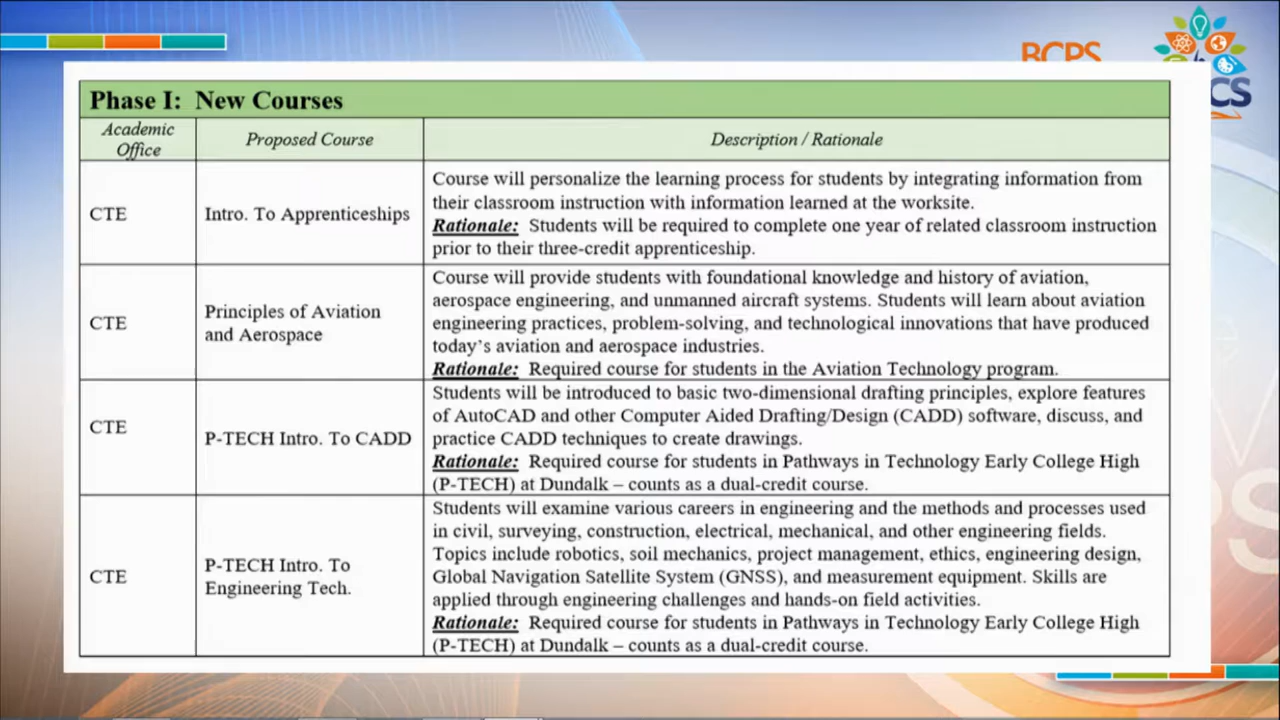 BCPS
CS
Phase I: New Courses
Academic
Office
Proposed Course
Description / Rationale
CTE
Intro. To Apprenticeships
Course will personalize the learning process for students by integrating information from
their classroom instruction with information learned at the worksite.
Rationale: Students will be required to complete one year of related classroom instruction
prior to their three-credit apprenticeship.
CTE
Principles of Aviation
and Aerospace
Course will provide students with foundational knowledge and history of aviation,
aerospace engineering, and unmanned aircraft systems. Students will learn about aviation
engineering practices, problem-solving, and technological innovations that have produced
today's aviation and aerospace industries.
Rationale: Required course for students in the Aviation Technology program.
CTE
P-TECH Intro. To CADD
Students will be introduced to basic two-dimensional drafting principles, explore features
of AutoCAD and other Computer Aided Drafting/Design (CADD) software, discuss, and
practice CADD techniques to create drawings.
Rationale: Required course for students in Pathways in Technology Early College High
(P-TECH) at Dundalk – counts as a dual-credit course.
CTE
P-TECH Intro. To
Engineering Tech.
Students will examine various careers in engineering and the methods and processes used
in civil, surveying, construction, electrical, mechanical, and other engineering fields.
Topics include robotics, soil mechanics, project management, ethics, engineering design,
Global Navigation Satellite System (GNSS), and measurement equipment. Skills are
applied through engineering challenges and hands-on field activities.
Rationale: Required course for students in Pathways in Technology Early College High
(P-TECH) at Dundalk – counts as a dual-credit course.